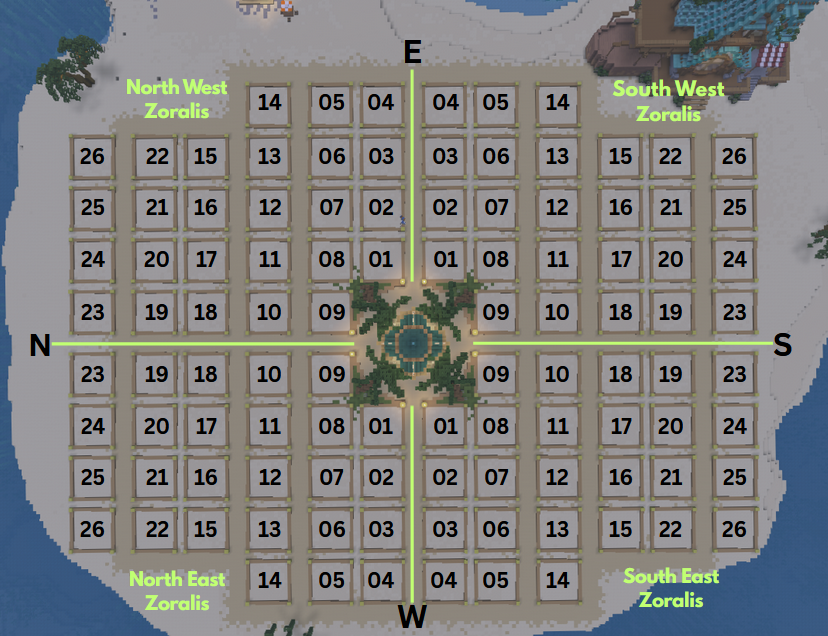 E
North West
Zoralis
South West
Zoralis
14 05 04 04 05 14
26 22 15 13 06 03 03 06 13 15 22 26
25 21 16 12 07 02 02 07 12 16 21 25
24 20 17 11 08 01 01 08 11 17 20 24
23 19 18 10 09 09 10 18 19 23
N S
23 19 18 10 09 09 10 18 19 23
24 20 17 11 08 01 01 08 11 17 20 24
25 21 16 12 07 02 02 07 12 16 21 25
26 22 15 13 06 03 03 06 13 15 22 26
14 05 04 04 05 14
North East
Zoralis
South East
Zoralis
W